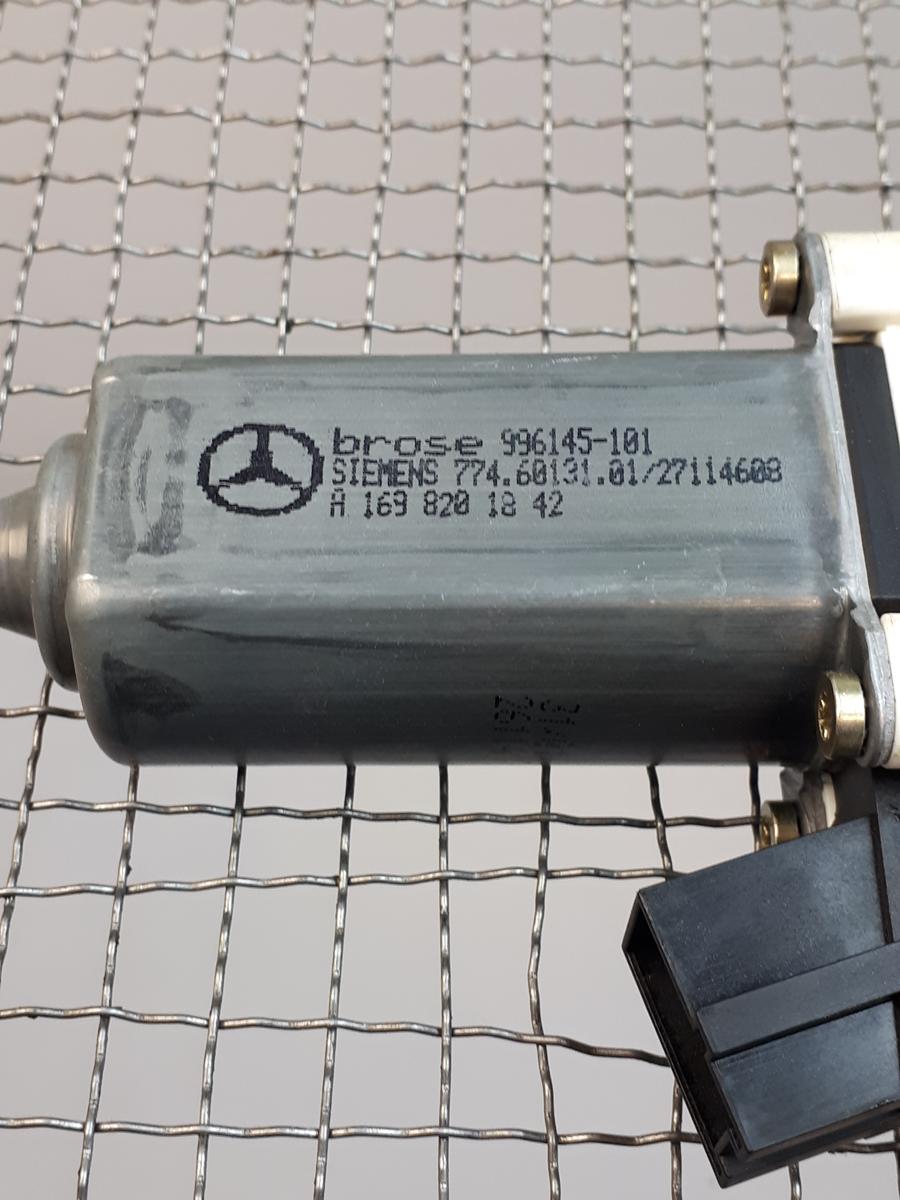 brose 996145-101
SIEMENS 774.60131.01/27114608
A 169 820 18 42